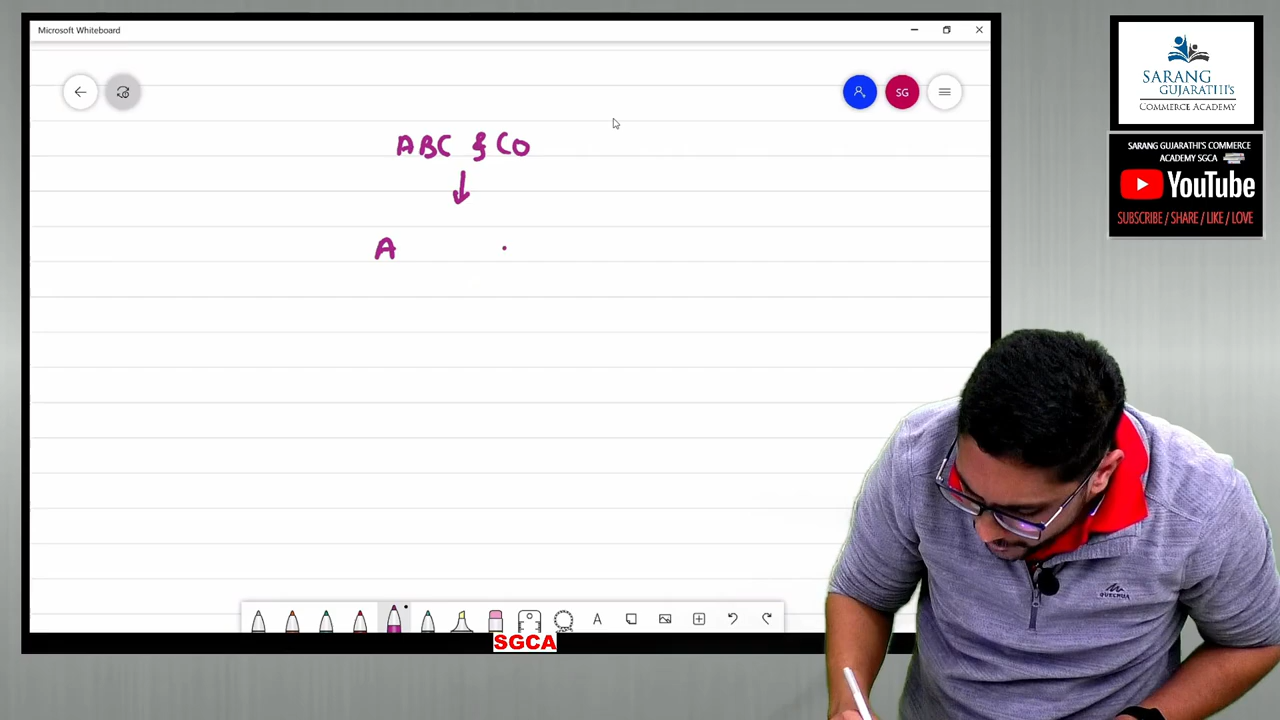 Microsoft Whiteboard
SG
ABC & CO
A
SGCA
SARANG
GUJARATHI'S
COMMERCE ACADEMY
SARANG GUJARATHI'S COMMERCE
ACADEMY SGCA
YouTube
SUBSCRIBE / SHARE / LIKE / LOVE
QUECHUA